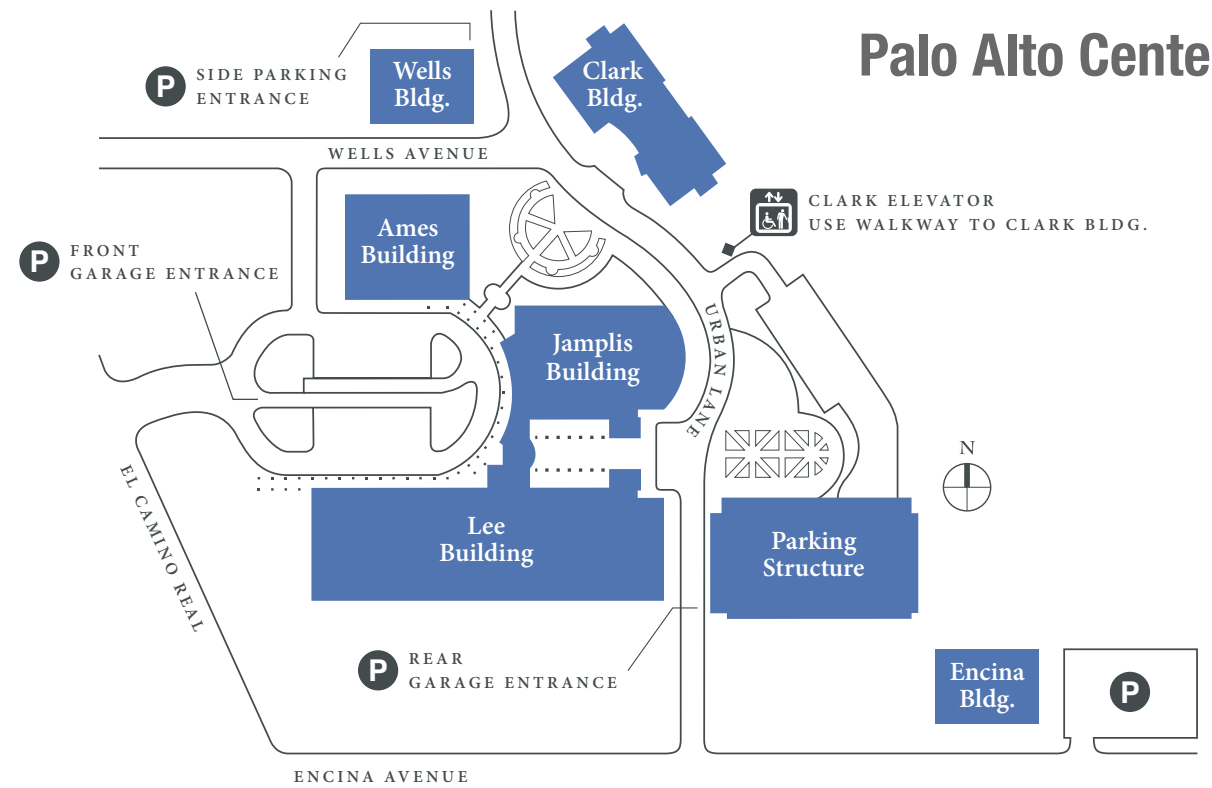 Palo Alto Cente
P
SIDE PARKING
ENTRANCE
Wells
Bldg.
Clark
Bldg.
WELLS AVENUE
CLARK ELEVATOR
USE WALKWAY TO CLARK BLDG.
Ames
Building
P
FRONT
GARAGE ENTRANCE
Jamplis
Building
URBAN LANE
N
EL CAMINO REAL
Lee
Building
Parking
Structure
P
REAR
GARAGE ENTRANCE
Encina
Bldg.
P
ENCINA AVENUE